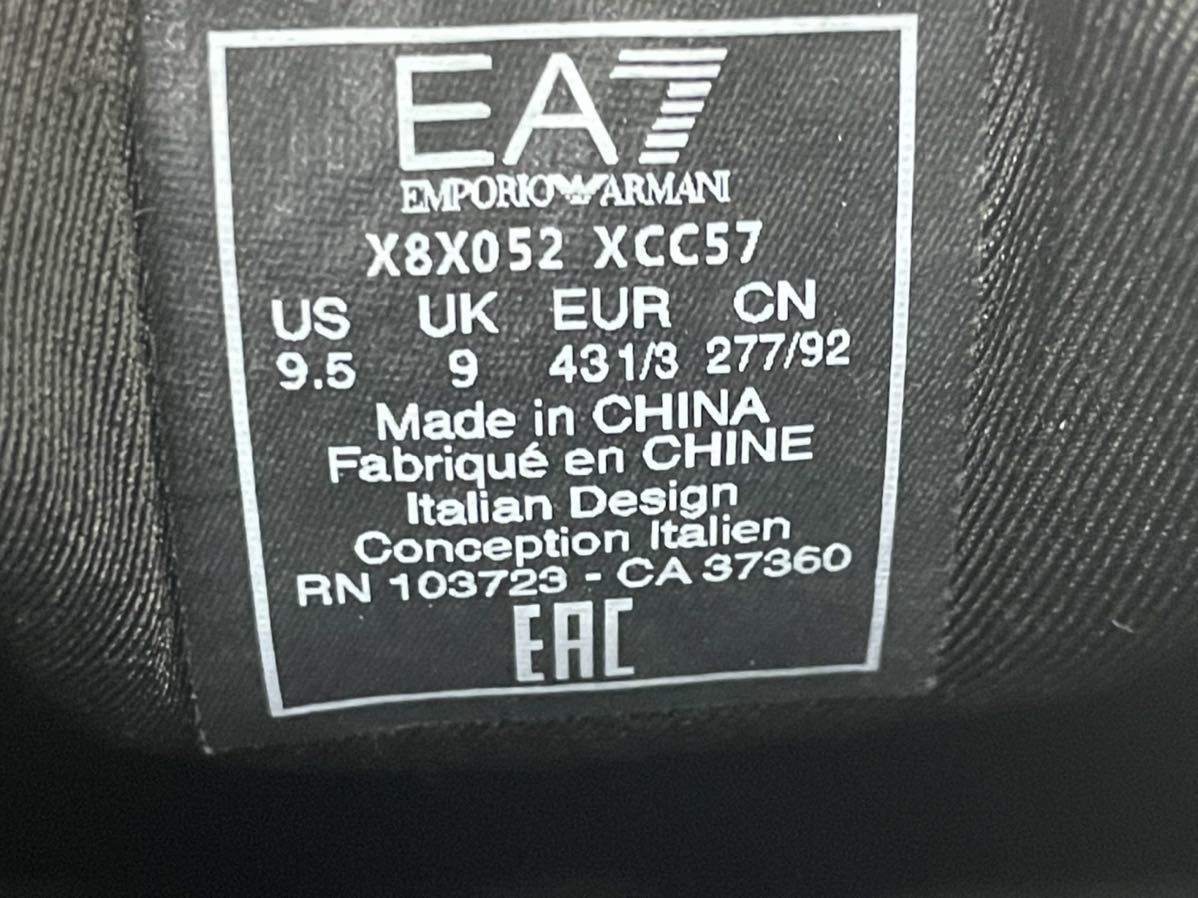 EA7
EMPORIO ARMANI
X8X052 XCC57
US UK EUR CN
9.5 9 43 1/3 277/92
Made in CHINA
Fabriqué en CHINE
Italian Design
Conception Italien
RN 103723 - CA 37360
EAC